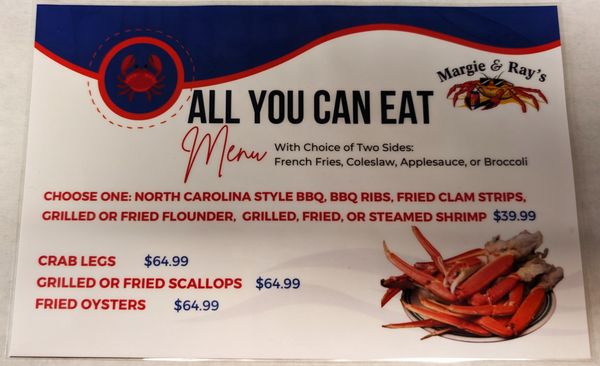 Margie & Ray's
ALL YOU CAN EAT
Menu
With Choice of Two Sides:
French Fries, Coleslaw, Applesauce, or Broccoli
CHOOSE ONE: NORTH CAROLINA STYLE BBQ, BBQ RIBS, FRIED CLAM STRIPS,
GRILLED OR FRIED FLOUNDER, GRILLED, FRIED, OR STEAMED SHRIMP $39.99
CRAB LEGS $64.99
GRILLED OR FRIED SCALLOPS $64.99
FRIED OYSTERS $64.99